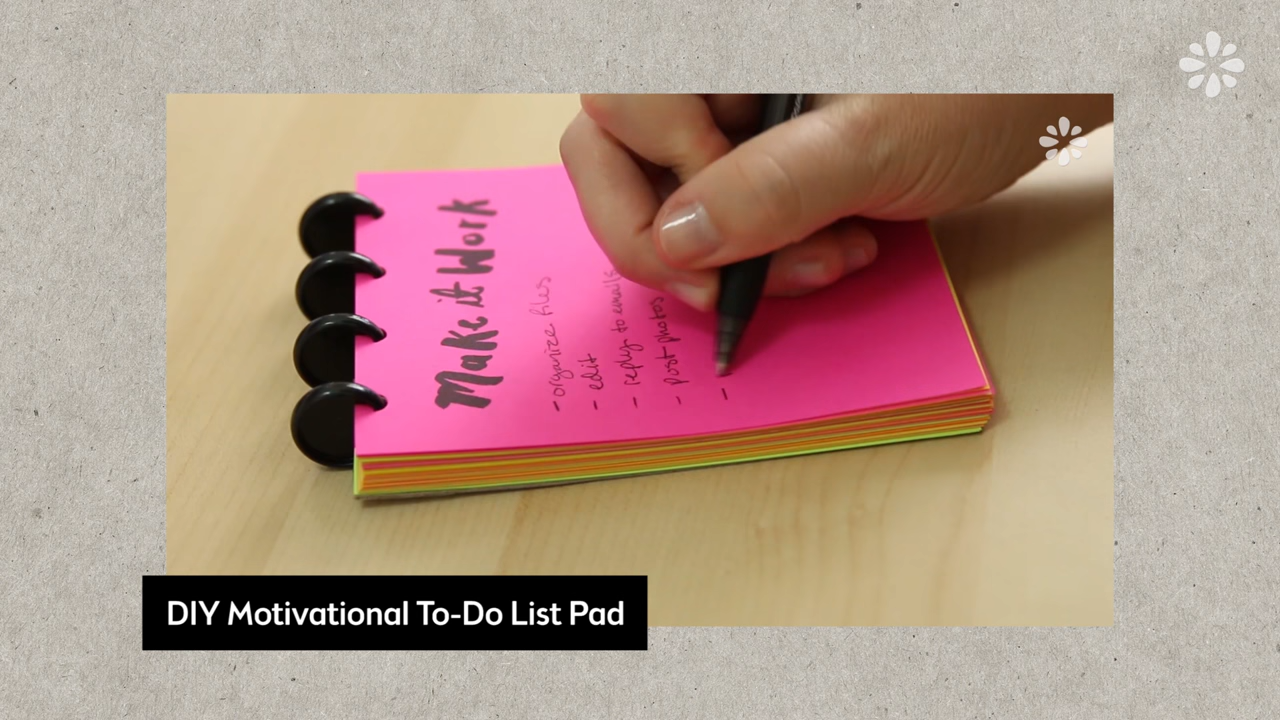 Make it Work
- organize files
- edit
- reply to emails
- post photos
-
DIY Motivational To-Do List Pad